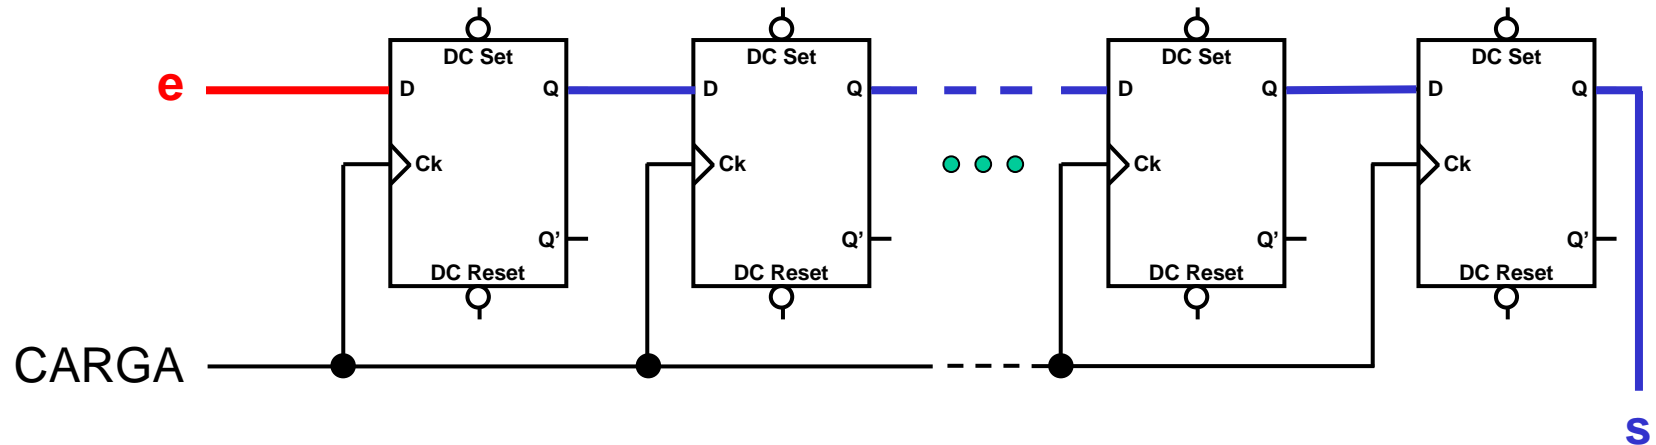 DC Set DC Set DC Set DC Set
e D Q D Q D Q D Q
Ck Ck Ck Ck
Q’ Q’ Q’ Q’
DC Reset DC Reset DC Reset DC Reset
CARGA
s